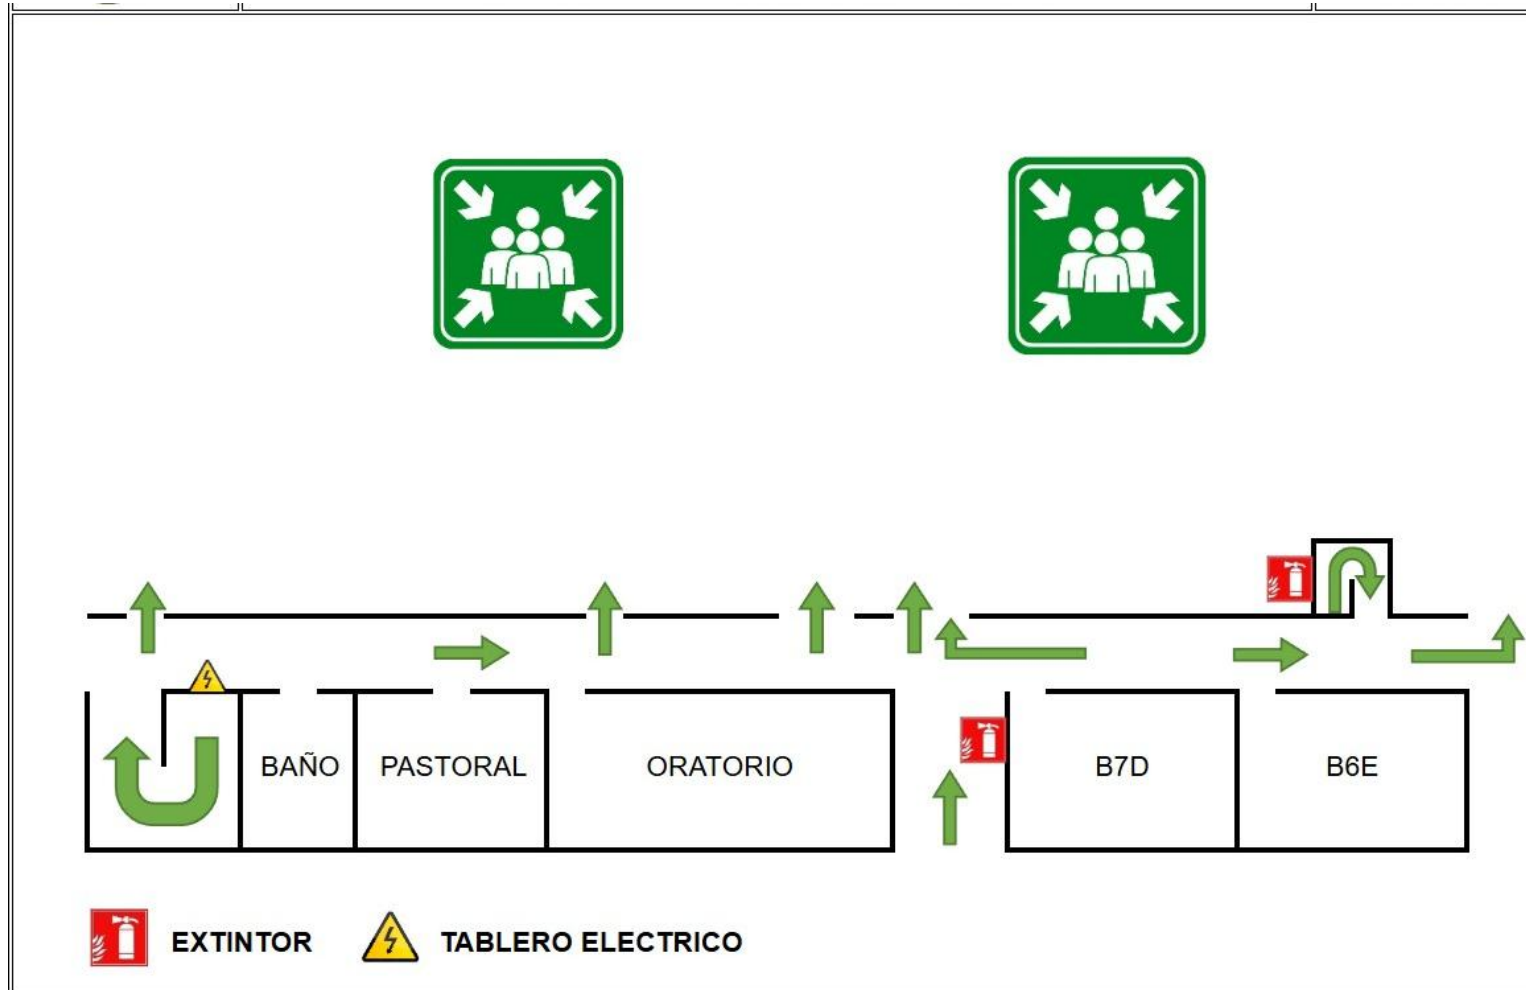 BAÑO
PASTORAL
ORATORIO
B7D
B6E
EXTINTOR
TABLERO ELECTRICO